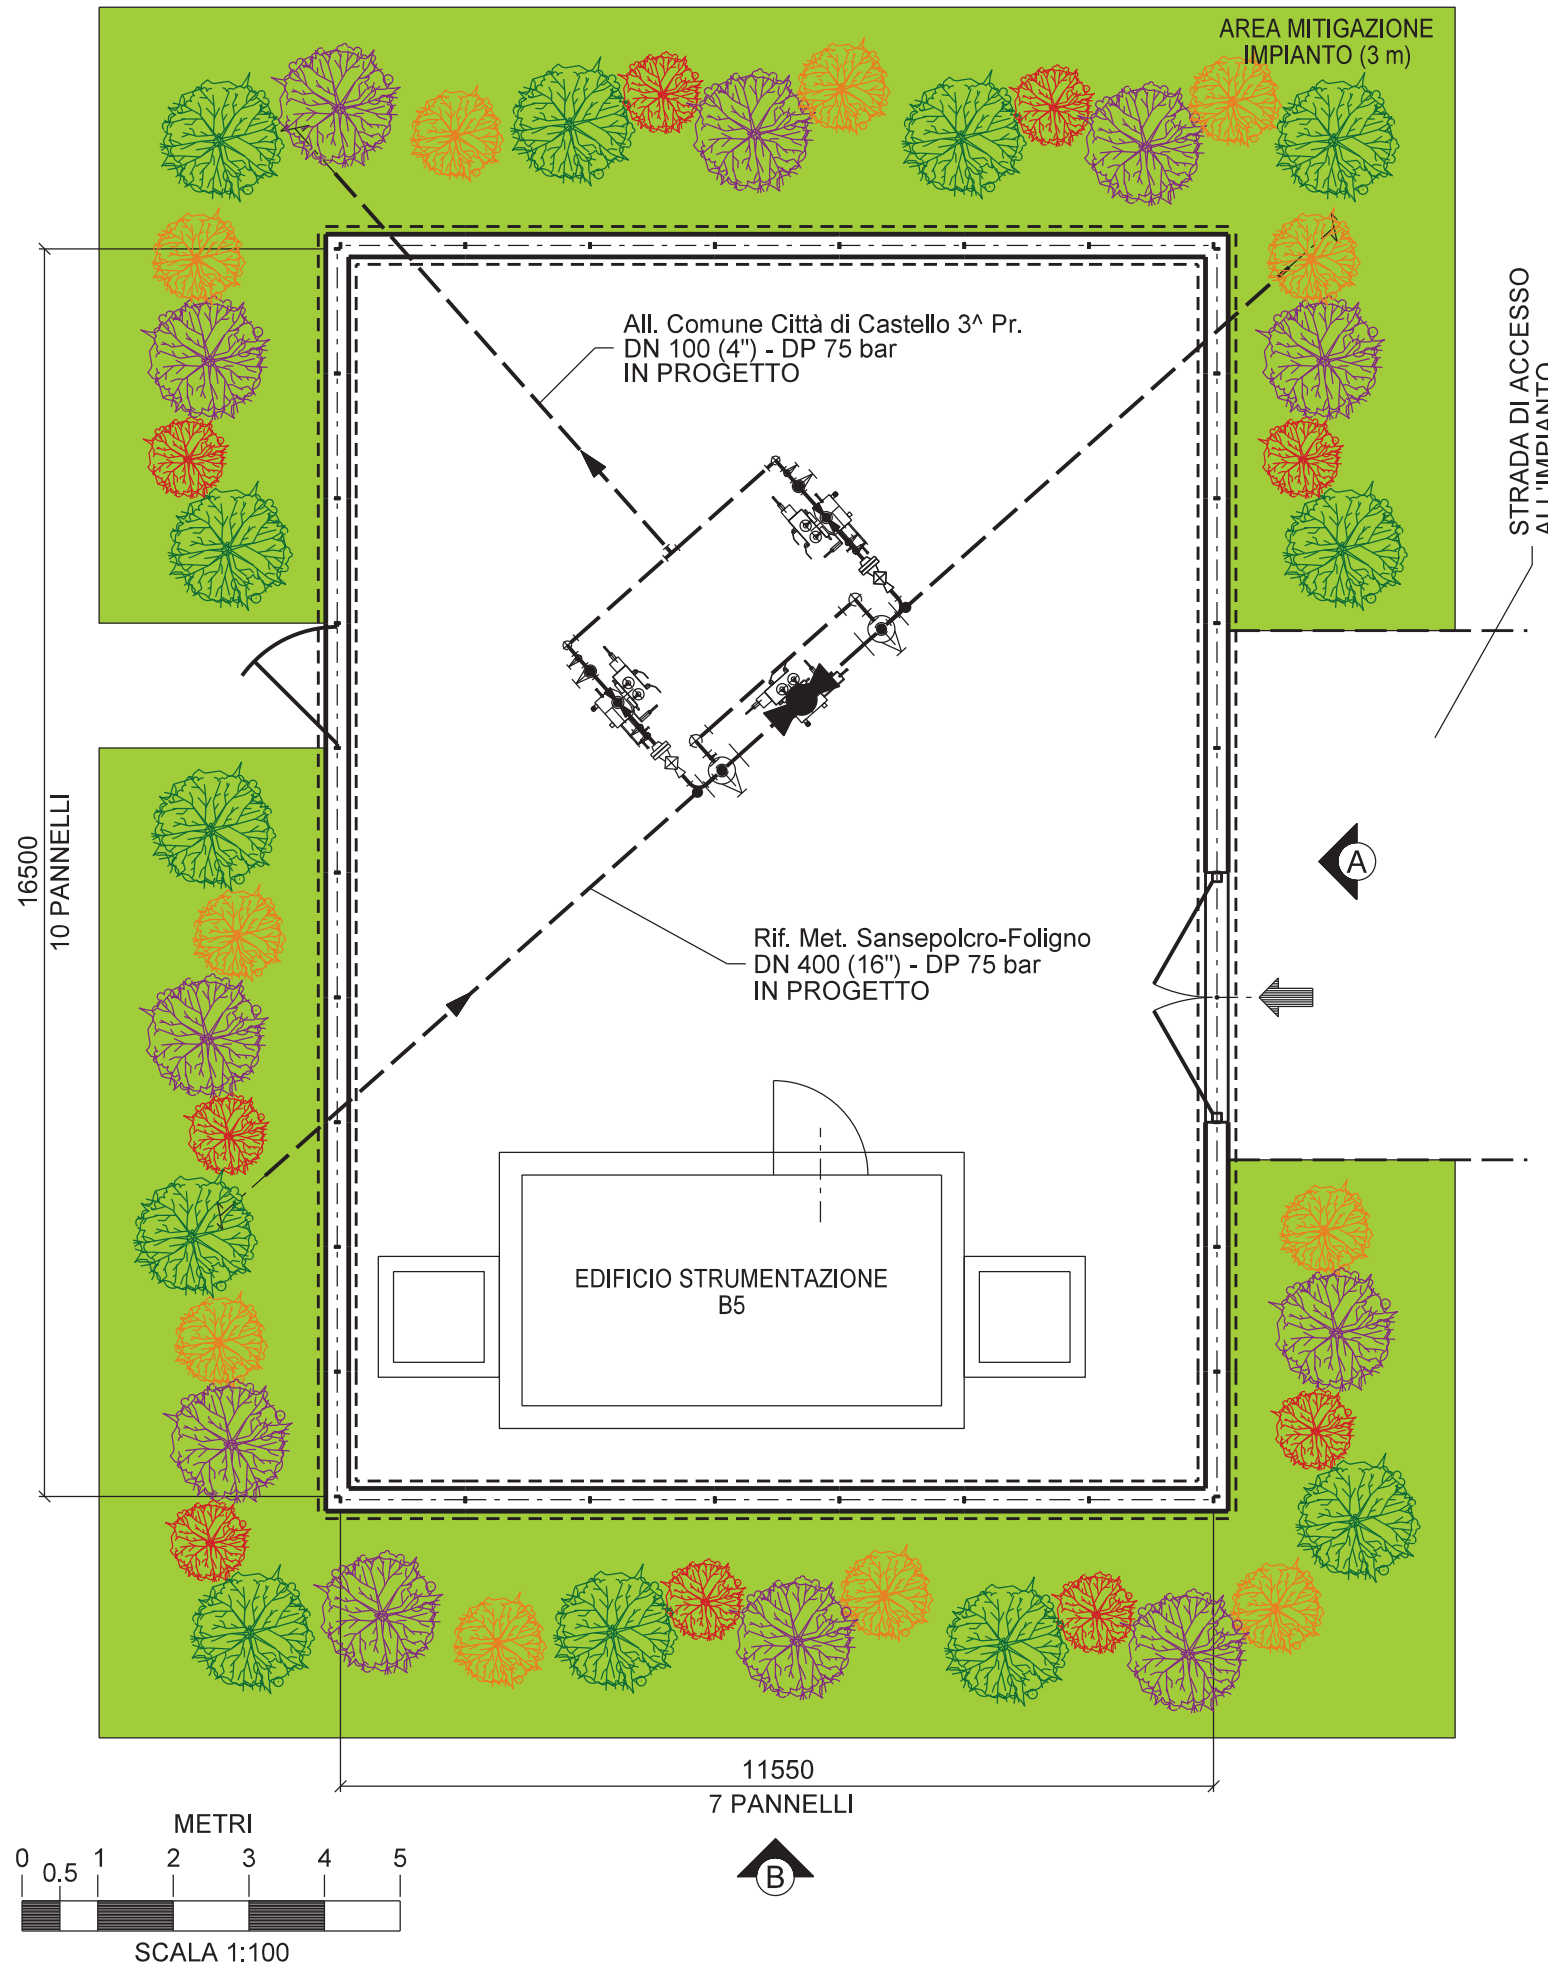 AREA MITIGAZIONE
IMPIANTO (3 m)
All. Comune Città di Castello 3^ Pr.
DN 100 (4") - DP 75 bar
IN PROGETTO
STRADA DI ACCESSO
ALL'IMPIANTO
16500
10 PANNELLI
A
Rif. Met. Sansepolcro-Foligno
DN 400 (16") - DP 75 bar
IN PROGETTO
EDIFICIO STRUMENTAZIONE
B5
11550
7 PANNELLI
B
METRI
0 0.5 1 2 3 4 5
SCALA 1:100